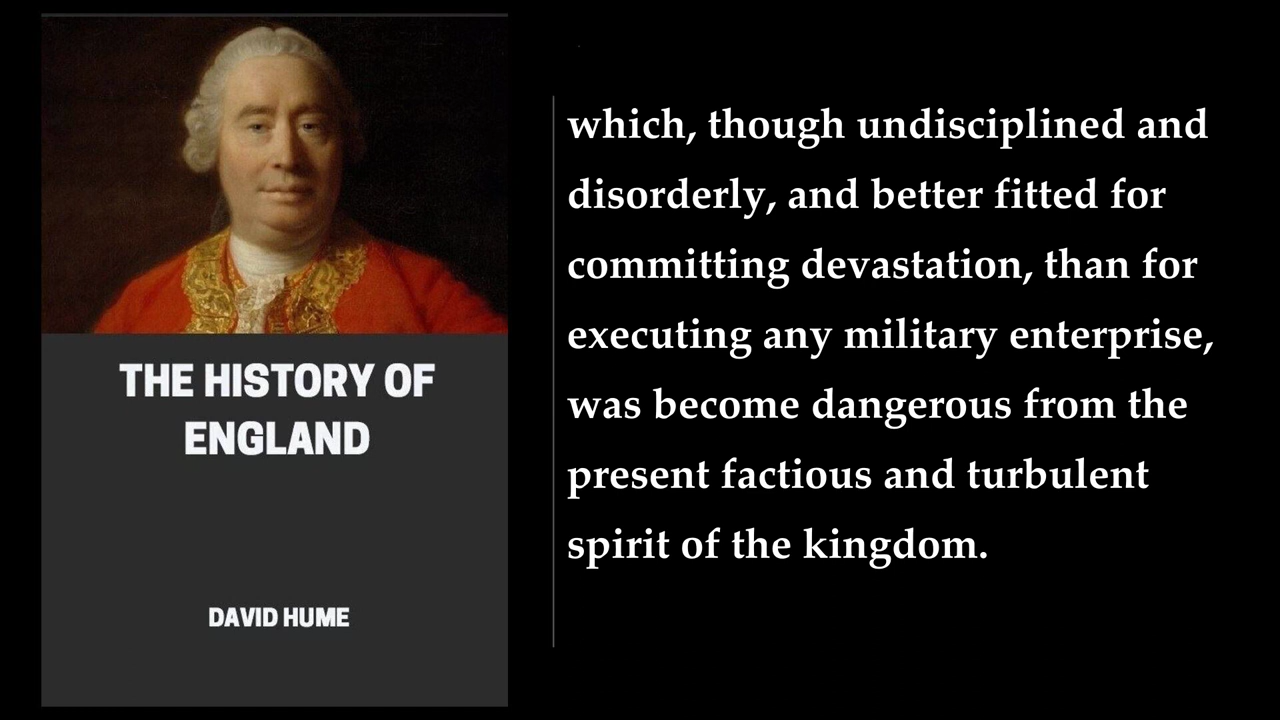 THE HISTORY OF
ENGLAND
DAVID HUME
which, though undisciplined and
disorderly, and better fitted for
committing devastation, than for
executing any military enterprise,
was become dangerous from the
present factious and turbulent
spirit of the kingdom.